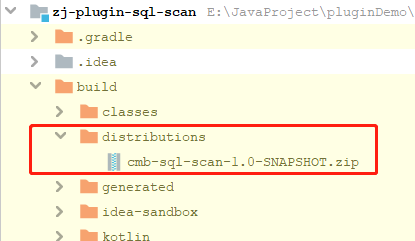 zj-plugin-sql-scan E:\JavaProject\pluginDemo\
.gradle
.idea
build
classes
distributions
cmb-sql-scan-1.0-SNAPSHOT.zip
generated
idea-sandbox
kotlin